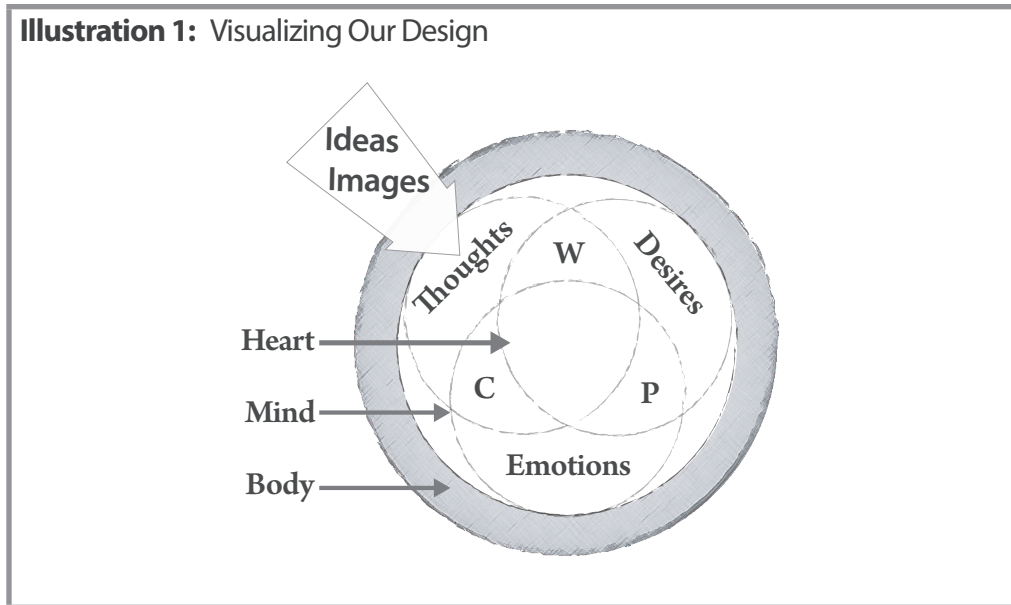 Illustration 1: Visualizing Our Design
Ideas
Images
Thoughts
W
Desires
Heart
C
P
Mind
Emotions
Body